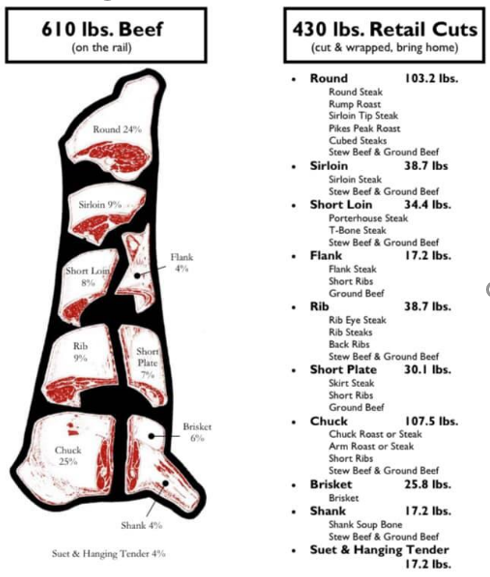 610 lbs. Beef
(on the rail)
Round 24%
Sirloin 9%
Flank
4%
Short Loin
8%
Rib
9%
Short
Plate
7%
Brisket
6%
Chuck
25%
Shank 4%
Suet & Hanging Tender 4%
430 lbs. Retail Cuts
(cut & wrapped, bring home)
• Round 103.2 lbs.
Round Steak
Rump Roast
Sirloin Tip Steak
Pikes Peak Roast
Cubed Steaks
Stew Beef & Ground Beef
• Sirloin 38.7 lbs
Sirloin Steak
Stew Beef & Ground Beef
• Short Loin 34.4 lbs.
Porterhouse Steak
T-Bone Steak
Stew Beef & Ground Beef
• Flank 17.2 lbs.
Flank Steak
Short Ribs
Ground Beef
• Rib 38.7 lbs.
Rib Eye Steak
Rib Steaks
Back Ribs
Stew Beef & Ground Beef
• Short Plate 30.1 lbs.
Skirt Steak
Short Ribs
Ground Beef
• Chuck 107.5 lbs.
Chuck Roast or Steak
Arm Roast or Steak
Short Ribs
Stew Beef & Ground Beef
• Brisket 25.8 lbs.
Brisket
• Shank 17.2 lbs.
Shank Soup Bone
Stew Beef & Ground Beef
• Suet & Hanging Tender
17.2 lbs.